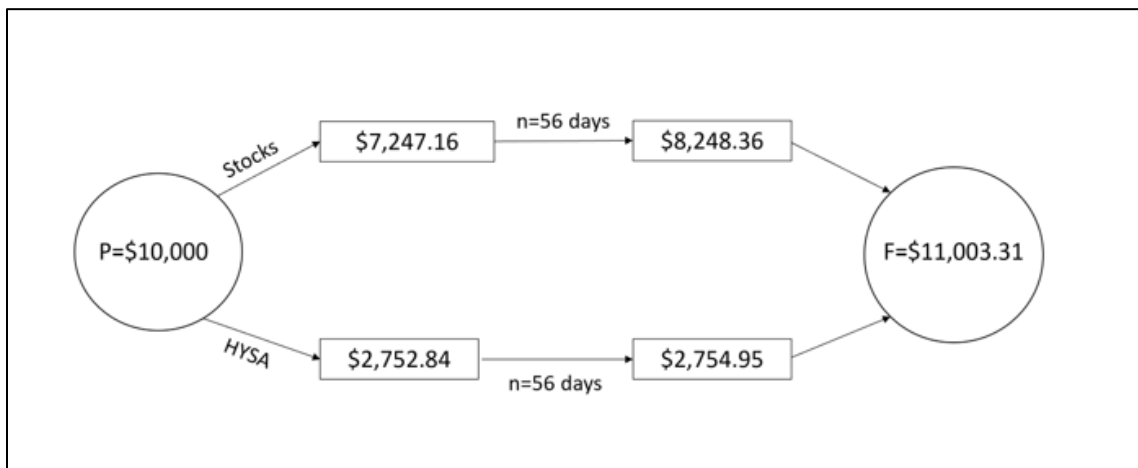 n=56 days
$7,247.16
$8,248.36
Stocks
P=$10,000
F=$11,003.31
HYSA
$2,752.84
$2,754.95
n=56 days